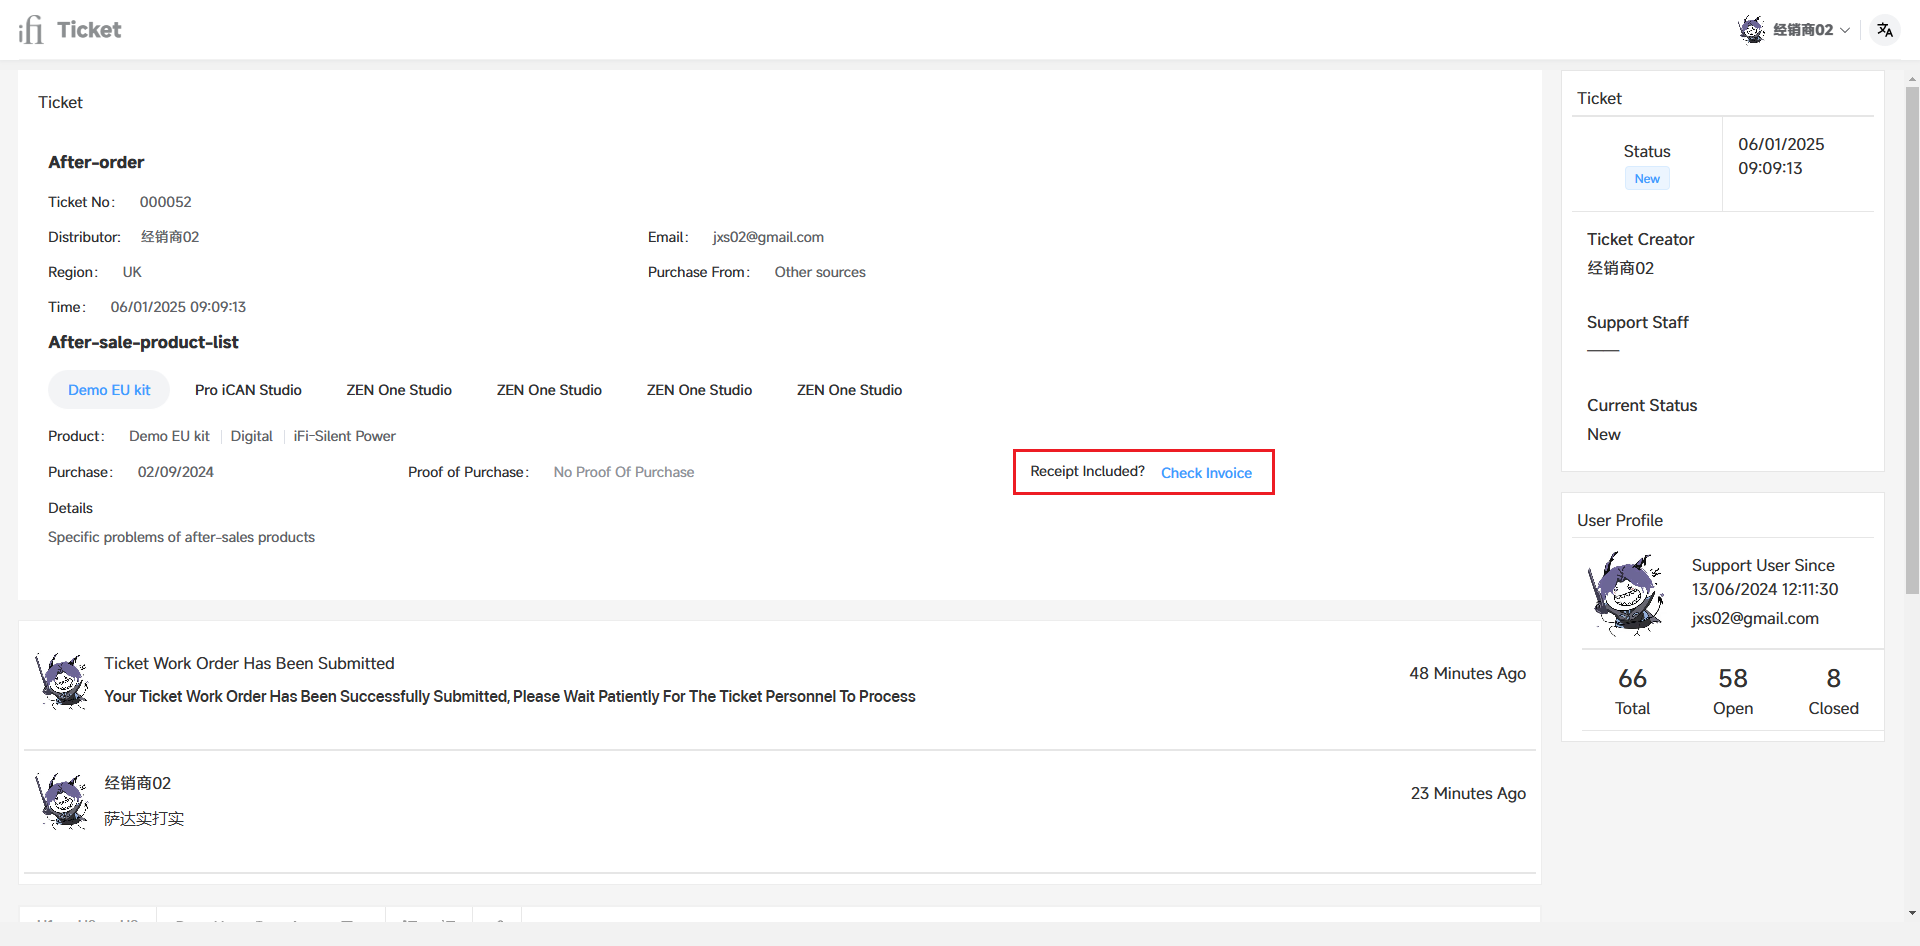 ifi Ticket
经销商02
Ticket
After-order
Ticket No： 000052
Distributor: 经销商02
Email： jxs02@gmail.com
Region： UK
Purchase From： Other sources
Time： 06/01/2025 09:09:13
After-sale-product-list
Demo EU kit Pro iCAN Studio ZEN One Studio ZEN One Studio ZEN One Studio ZEN One Studio
Product： Demo EU kit Digital iFi-Silent Power
Purchase： 02/09/2024 Proof of Purchase： No Proof Of Purchase Receipt Included? Check Invoice
Details
Specific problems of after-sales products
Ticket Work Order Has Been Submitted
Your Ticket Work Order Has Been Successfully Submitted, Please Wait Patiently For The Ticket Personnel To Process
48 Minutes Ago
经销商02
萨达实打实
23 Minutes Ago
Ticket
Status
New
06/01/2025
09:09:13
Ticket Creator
经销商02
Support Staff
——
Current Status
New
User Profile
Support User Since
13/06/2024 12:11:30
jxs02@gmail.com
66 58 8
Total Open Closed